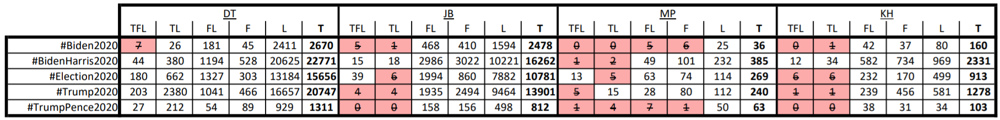 DT JB MP KH
TFL TL FL F L T TFL TL FL F L T TFL TL FL F L T TFL TL FL F L T
#Biden2020 7 26 181 45 2411 2670 5 1 468 410 1594 2478 0 0 5 6 25 36 0 1 42 37 80 160
#BidenHarris2020 44 380 1194 528 20625 22771 15 18 2986 3022 10221 16262 1 2 49 101 232 385 12 34 582 734 969 2331
#Election2020 180 662 1327 303 13184 15656 39 6 1994 860 7882 10781 13 5 63 74 114 269 6 6 232 170 499 913
#Trump2020 203 2380 1041 466 16657 20747 4 4 1935 2494 9464 13901 5 15 28 80 112 240 1 1 239 456 581 1278
#TrumpPence2020 27 212 54 89 929 1311 0 0 158 156 498 812 1 4 7 1 50 63 0 0 38 31 34 103